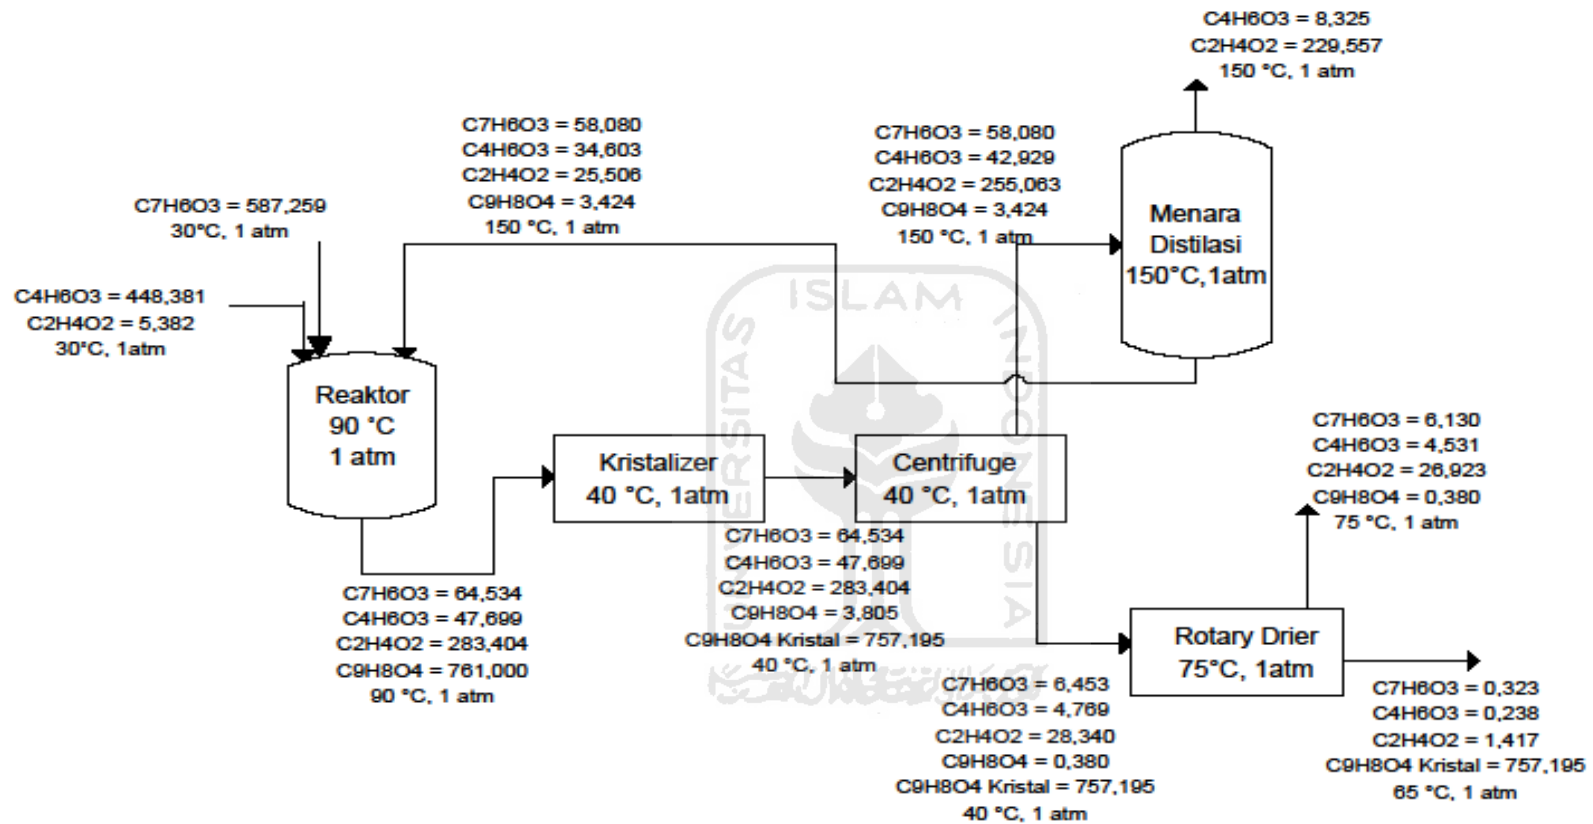 C4H6O3 = 8,325
C2H4O2 = 229,557
150 °C, 1 atm
C7H6O3 = 58,080
C4H6O3 = 34,603
C2H4O2 = 25,506
C9H8O4 = 3,424
150 °C, 1 atm
C7H6O3 = 58,080
C4H6O3 = 42,929
C2H4O2 = 255,063
C9H8O4 = 3,424
150 °C, 1 atm
Menara
Distilasi
150°C,1atm
C7H6O3 = 587,259
30°C, 1 atm
C4H6O3 = 448,381
C2H4O2 = 5,382
30°C, 1atm
Reaktor
90 °C
1 atm
Kristalizer
40 °C, 1atm
Centrifuge
40 °C, 1atm
C7H6O3 = 6,130
C4H6O3 = 4,531
C2H4O2 = 26,923
C9H8O4 = 0,380
75 °C, 1 atm
C7H6O3 = 64,534
C4H6O3 = 47,699
C2H4O2 = 283,404
C9H8O4 = 761,000
90 °C, 1 atm
C7H6O3 = 64,534
C4H6O3 = 47,699
C2H4O2 = 283,404
C9H8O4 = 3,805
C9H8O4 Kristal = 757,195
40 °C, 1 atm
Rotary Drier
75°C, 1atm
C7H6O3 = 6,453
C4H6O3 = 4,769
C2H4O2 = 28,340
C9H8O4 = 0,380
C9H8O4 Kristal = 757,195
40 °C, 1 atm
C7H6O3 = 0,323
C4H6O3 = 0,238
C2H4O2 = 1,417
C9H8O4 Kristal = 757,195
65 °C, 1 atm
UNIVERSITAS
ISLAM
INDONESIA